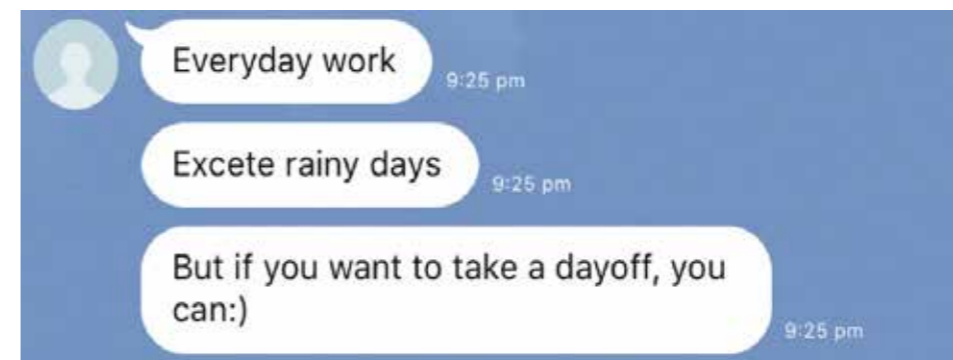 Everyday work
9:25 pm
Excete rainy days
9:25 pm
But if you want to take a dayoff, you
can:)
9:25 pm